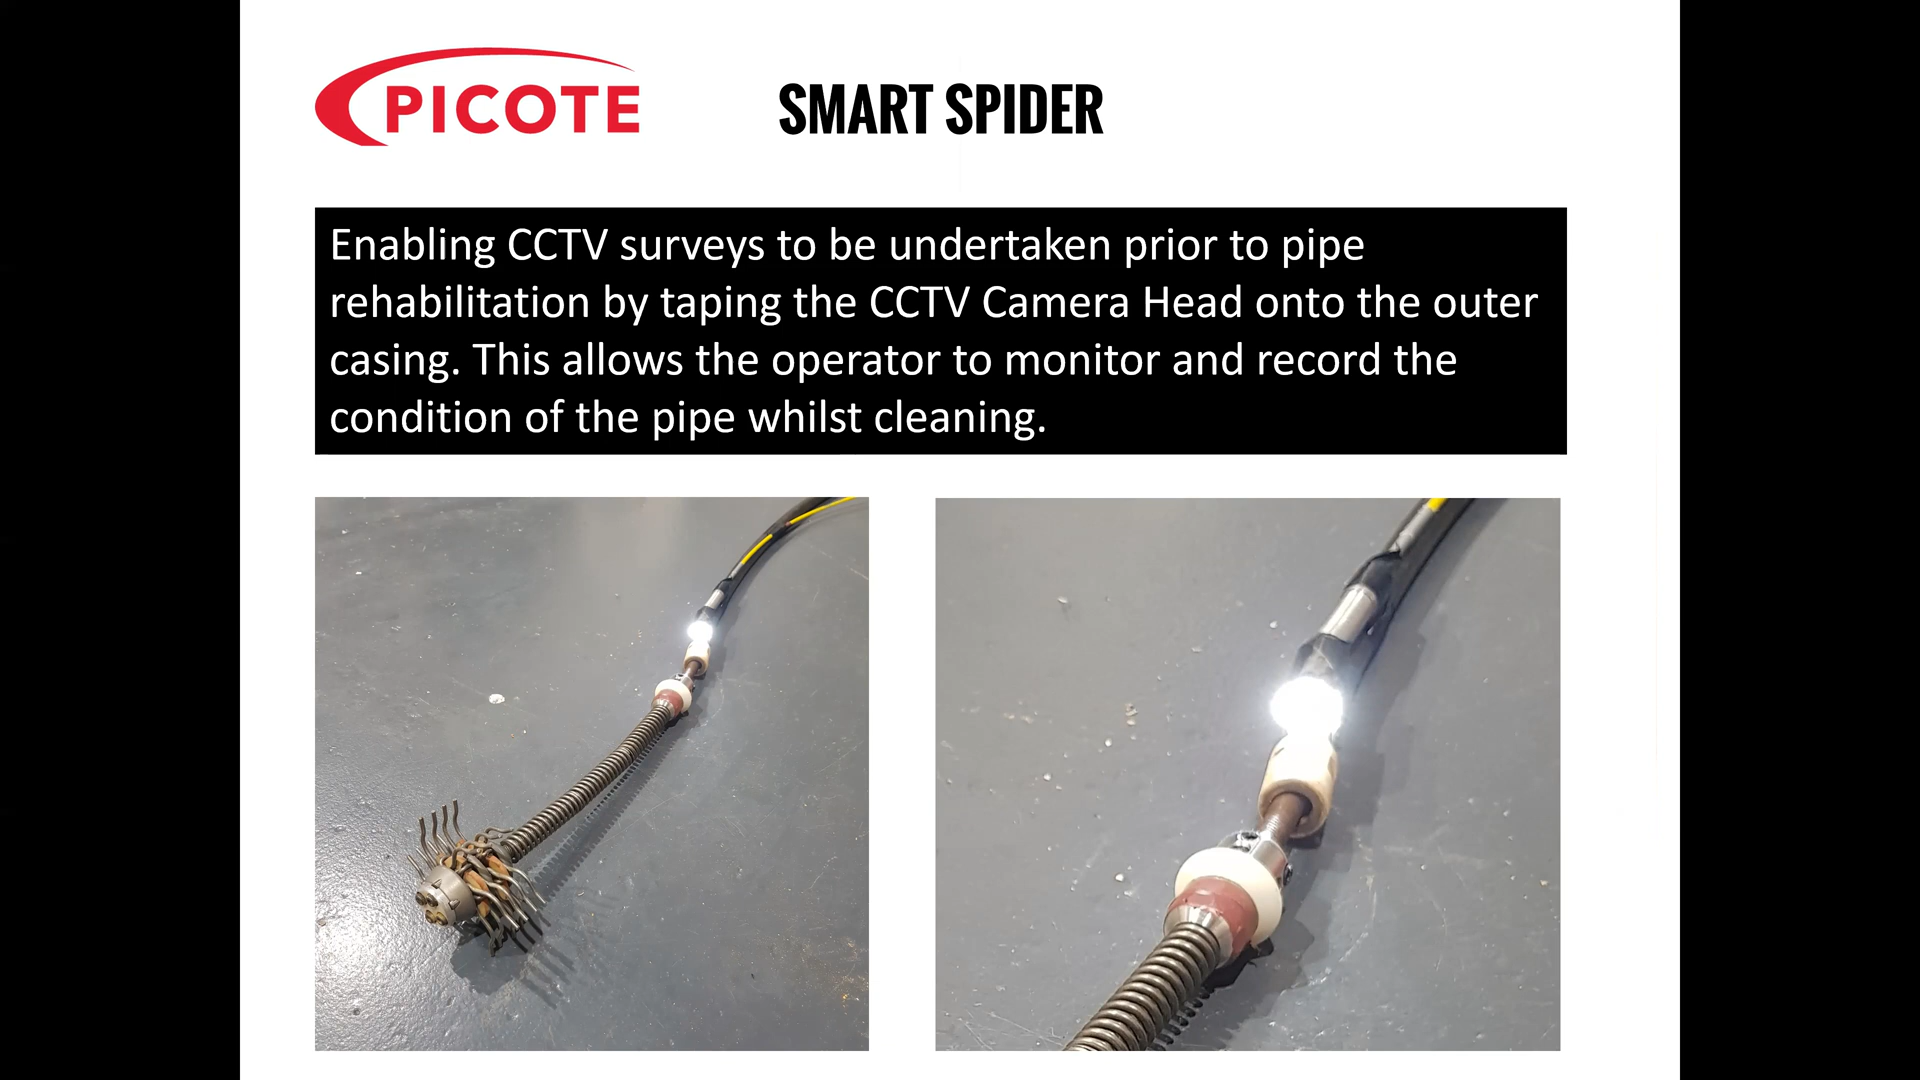 PICOTE
SMART SPIDER
Enabling CCTV surveys to be undertaken prior to pipe
rehabilitation by taping the CCTV Camera Head onto the outer
casing. This allows the operator to monitor and record the
condition of the pipe whilst cleaning.